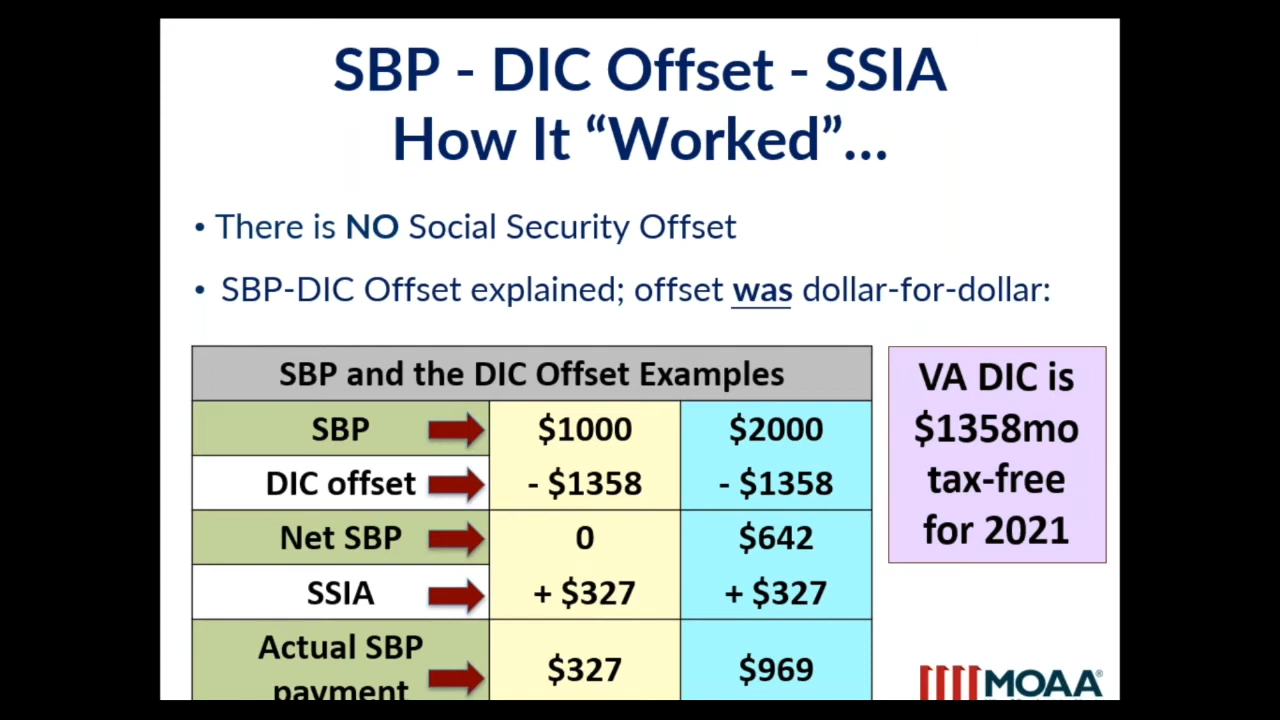 SBP - DIC Offset - SSIA
How It “Worked”...
• There is NO Social Security Offset
• SBP-DIC Offset explained; offset was dollar-for-dollar:
SBP and the DIC Offset Examples
SBP $1000 $2000
DIC offset - $1358 - $1358
Net SBP 0 $642
SSIA + $327 + $327
Actual SBP
payment $327 $969
VA DIC is
$1358mo
tax-free
for 2021
MOAA®